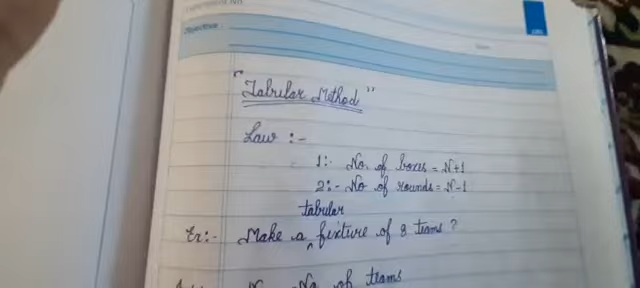 Objective :
"Tabular Method"
Law :-
1:- No. of boxes = N+1
2:- No of rounds = N-1
tabular
Ex:- Make a ^ fixture of 8 teams ?
No. of teams